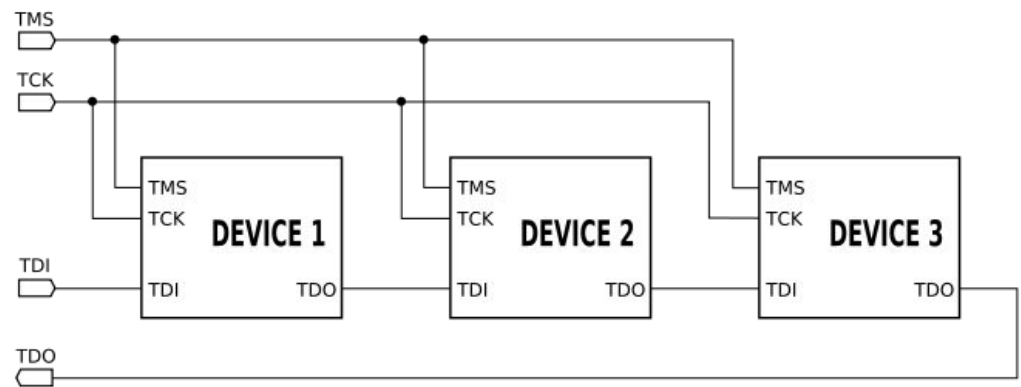 TMS
TCK
TMS
TCK
DEVICE 1
TDI
TDO
TMS
TCK
DEVICE 2
TDI
TDO
TMS
TCK
DEVICE 3
TDI
TDO
TDI
TDO